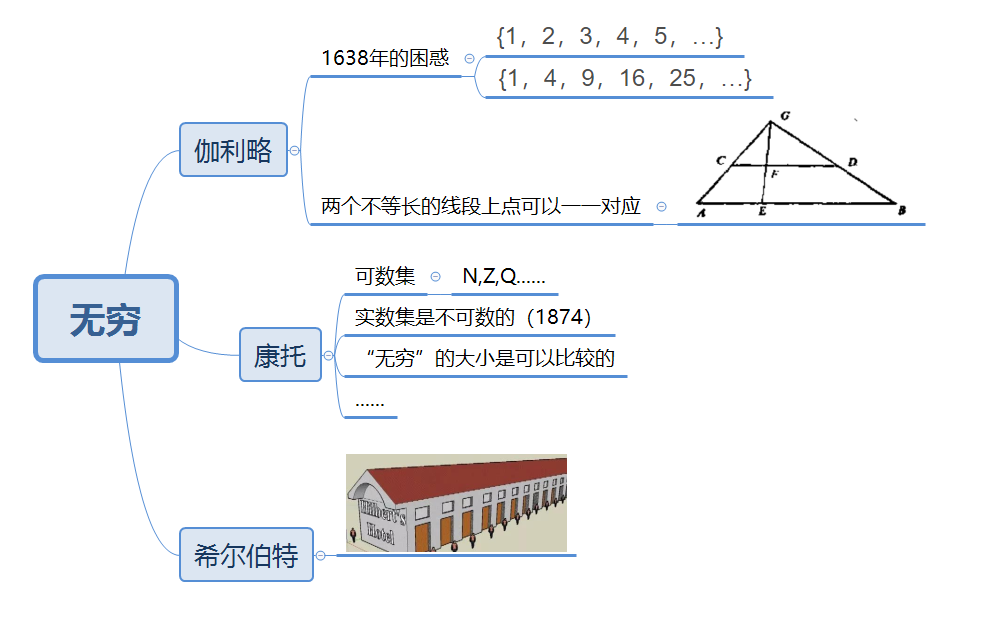 无穷
伽利略
1638年的困惑
{1，2，3，4，5，…}
{1，4，9，16，25，…}
两个不等长的线段上点可以一一对应
G
C
D
F
A
E
B
康托
可数集
N,Z,Q……
实数集是不可数的（1874）
“无穷”的大小是可以比较的
……
希尔伯特
Hilbert's
Hotel